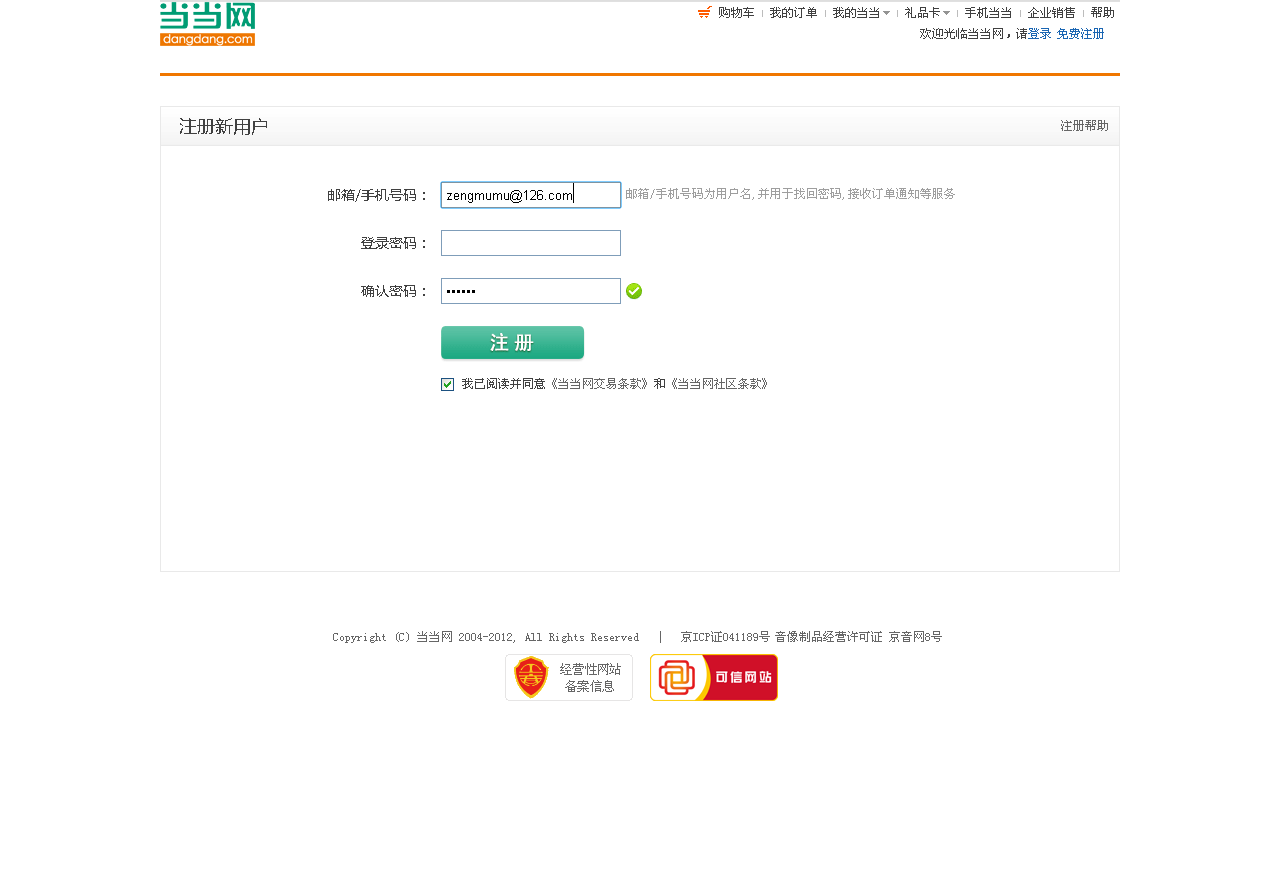 当当网
dangdang.com
购物车 我的订单 我的当当 礼品卡 手机当当 企业销售 帮助
欢迎光临当当网，请登录 免费注册
注册新用户
注册帮助
邮箱/手机号码： zengmumu@126.com 邮箱/手机号码为用户名,并用于找回密码,接收订单通知等服务
登录密码：
确认密码： ••••••
注 册
我已阅读并同意《当当网交易条款》和《当当网社区条款》
Copyright (C) 当当网 2004-2012, All Rights Reserved | 京ICP证041189号 音像制品经营许可证 京音网8号
经营性网站
备案信息
可信网站